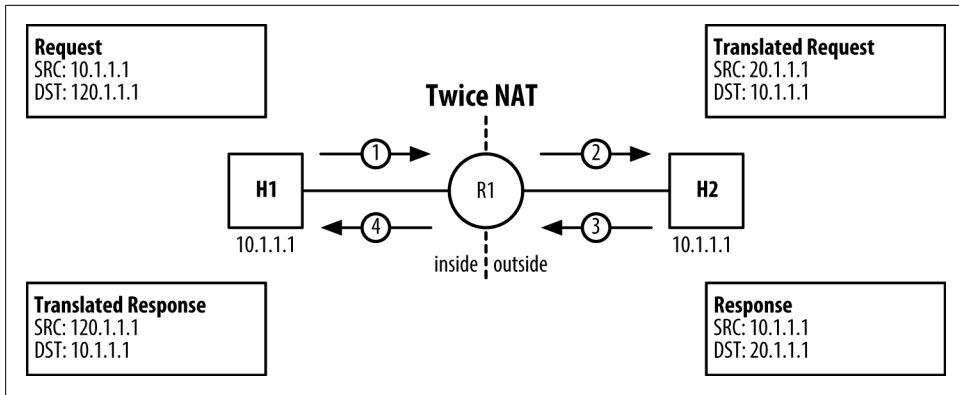 Request
SRC: 10.1.1.1
DST: 120.1.1.1
Translated Request
SRC: 20.1.1.1
DST: 10.1.1.1
Twice NAT
1
2
H1
R1
H2
4
3
10.1.1.1
10.1.1.1
inside outside
Translated Response
SRC: 120.1.1.1
DST: 10.1.1.1
Response
SRC: 10.1.1.1
DST: 20.1.1.1